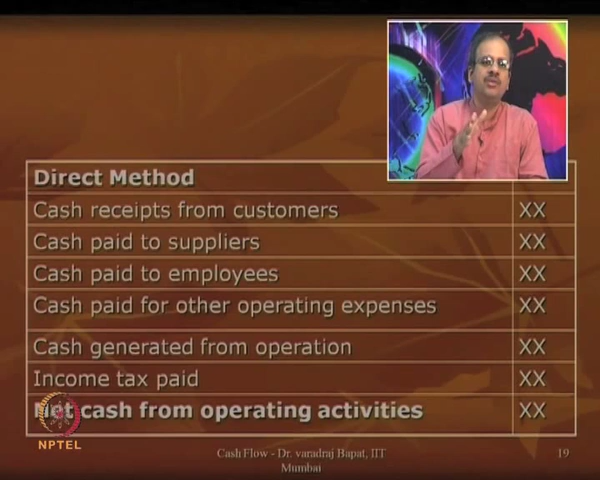 Direct Method
Cash receipts from customers XX
Cash paid to suppliers XX
Cash paid to employees XX
Cash paid for other operating expenses XX
Cash generated from operation XX
Income tax paid XX
Net cash from operating activities XX
NPTEL
Cash Flow - Dr. varadraj Bapat, IIT
Mumbai
19